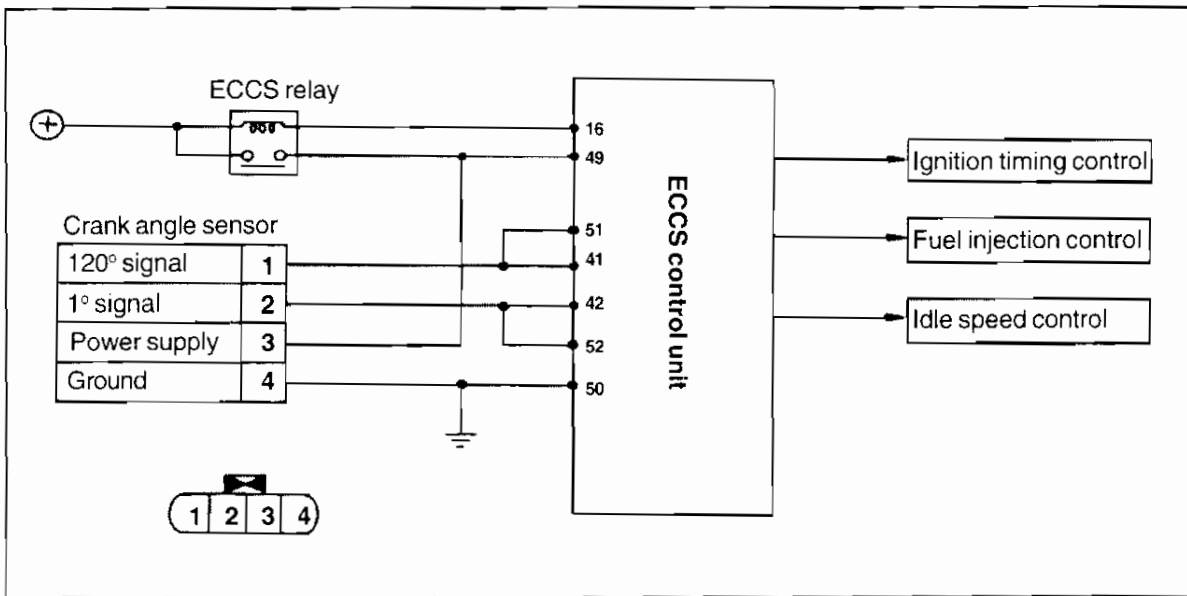 ECCS relay
+
16
49
Crank angle sensor
120° signal 1
1° signal 2
Power supply 3
Ground 4
51
41
42
52
50
ECCS control unit
Ignition timing control
Fuel injection control
Idle speed control
1 2 3 4